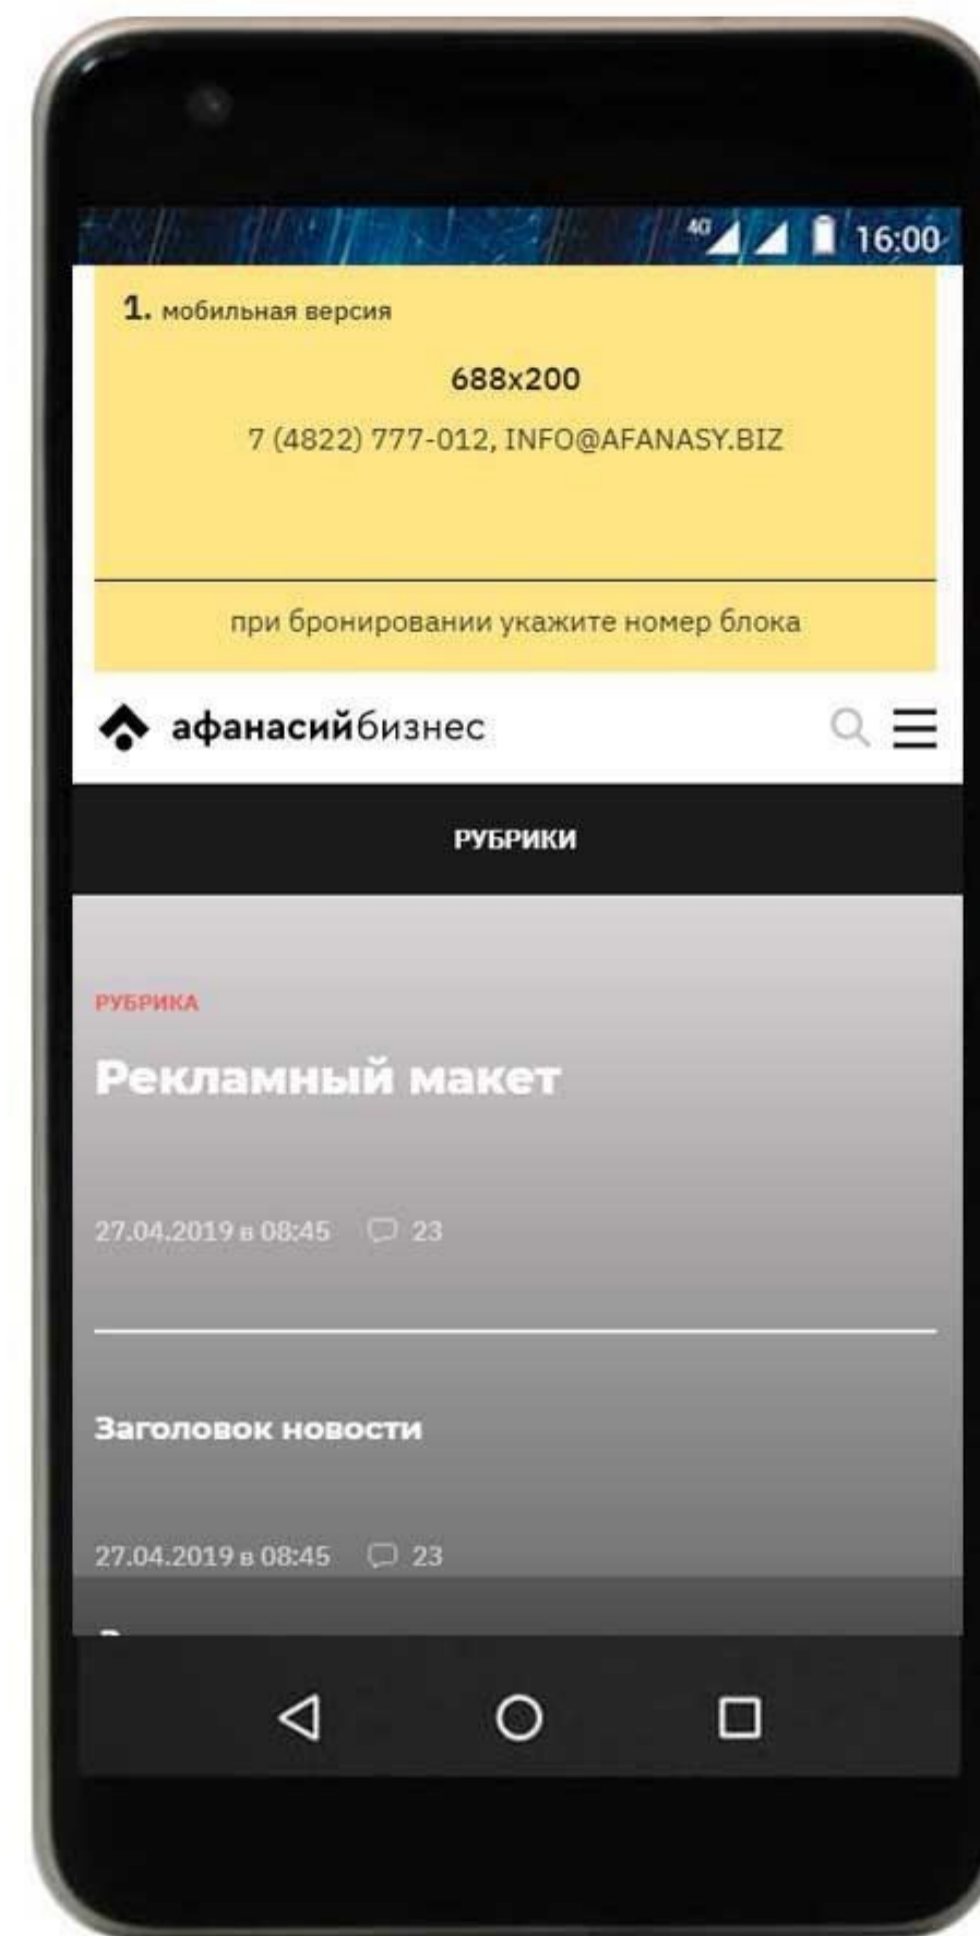 4G 16:00
1. мобильная версия
688x200
7 (4822) 777-012, INFO@AFANASY.BIZ
при бронировании укажите номер блока
афанасийбизнес
РУБРИКИ
РУБРИКА
Рекламный макет
27.04.2019 в 08:45 23
Заголовок новости
27.04.2019 в 08:45 23